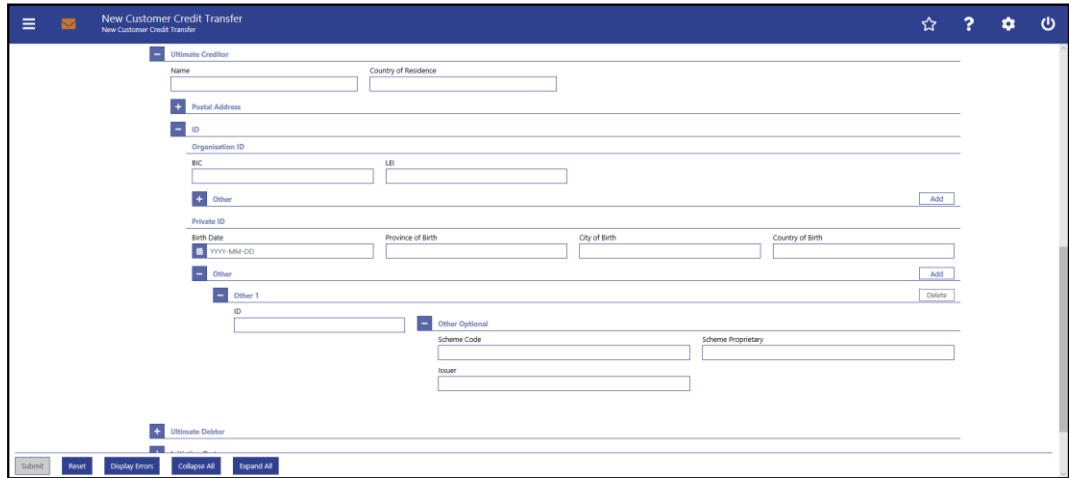 New Customer Credit Transfer
New Customer Credit Transfer
?
Ultimate Creditor
Name
Country of Residence
Postal Address
ID
Organisation ID
BIC
LEI
Other
Add
Private ID
Birth Date
Province of Birth
City of Birth
Country of Birth
YYYY-MM-DD
Other
Add
Other 1
Delete
ID
Other Optional
Scheme Code
Scheme Proprietary
Issuer
Ultimate Debtor
Submit
Reset
Display Errors
Collapse All
Expand All